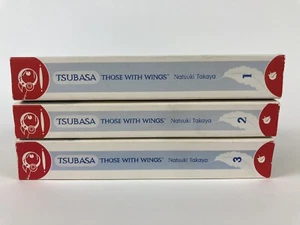 TSUBASA THOSE WITH WINGS Natsuki Takaya 1
TSUBASA THOSE WITH WINGS Natsuki Takaya 2
TSUBASA THOSE WITH WINGS Natsuki Takaya 3